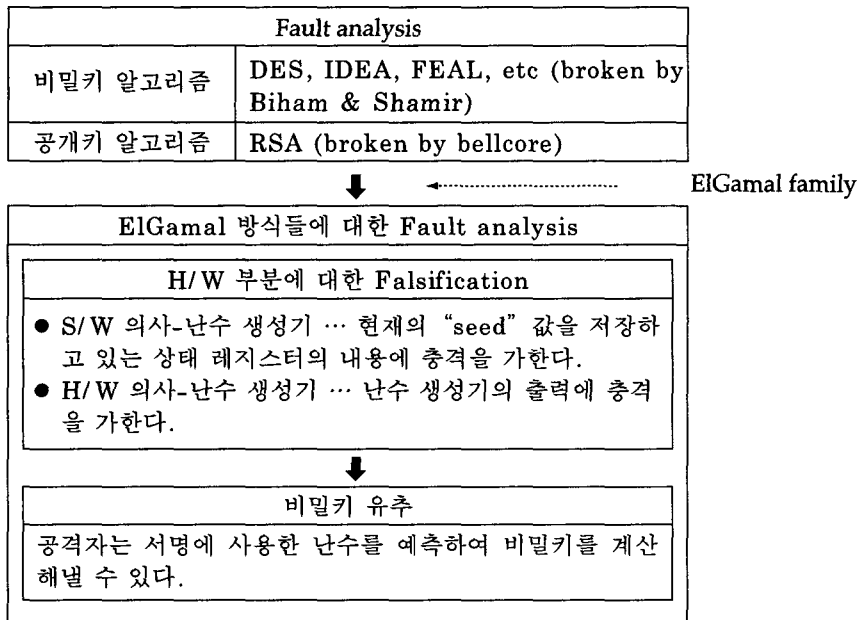 Fault analysis
비밀키 알고리즘
DES, IDEA, FEAL, etc (broken by
Biham & Shamir)
공개키 알고리즘
RSA (broken by bellcore)
ElGamal family
ElGamal 방식들에 대한 Fault analysis
H/W 부분에 대한 Falsification
● S/W 의사-난수 생성기 … 현재의 “seed” 값을 저장하
고 있는 상태 레지스터의 내용에 충격을 가한다.
● H/W 의사-난수 생성기 … 난수 생성기의 출력에 충격
을 가한다.
비밀키 유추
공격자는 서명에 사용한 난수를 예측하여 비밀키를 계산
해낼 수 있다.